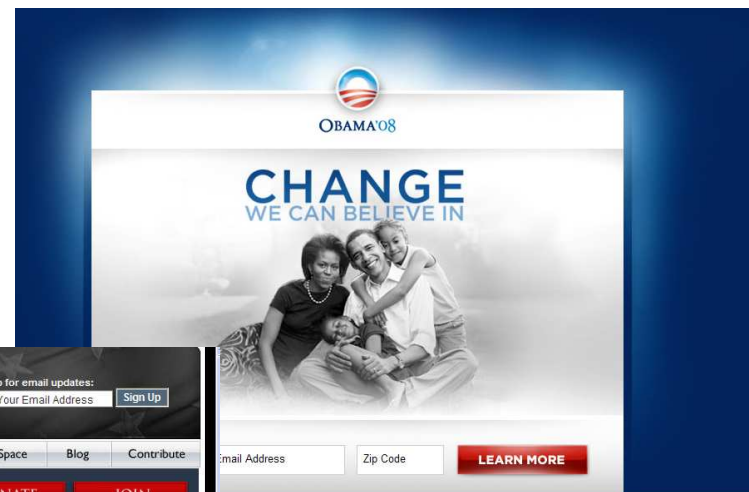 OBAMA'08
CHANGE
WE CAN BELIEVE IN
for email updates:
Your Email Address
Sign Up
Space
Blog
Contribute
JOIN
Email Address
Zip Code
LEARN MORE